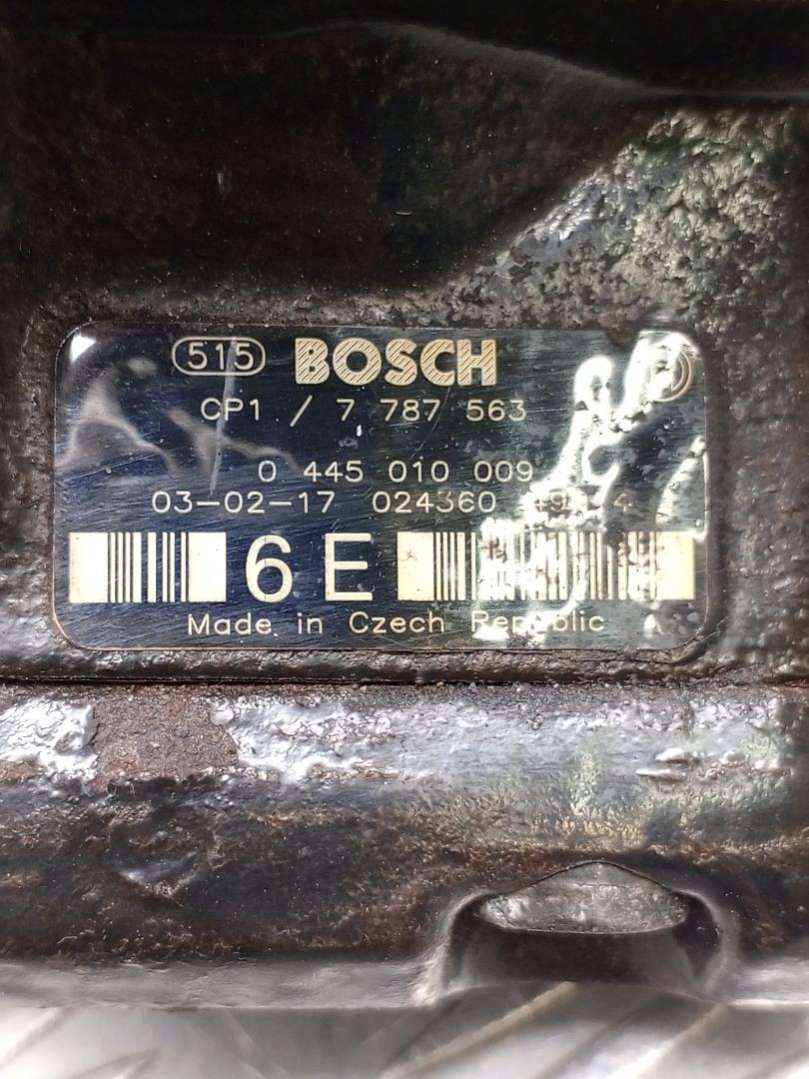 515 BOSCH
CP1 / 7 787 563
0 445 010 009
03-02-17 024360
6 E
Made in Czech Republic